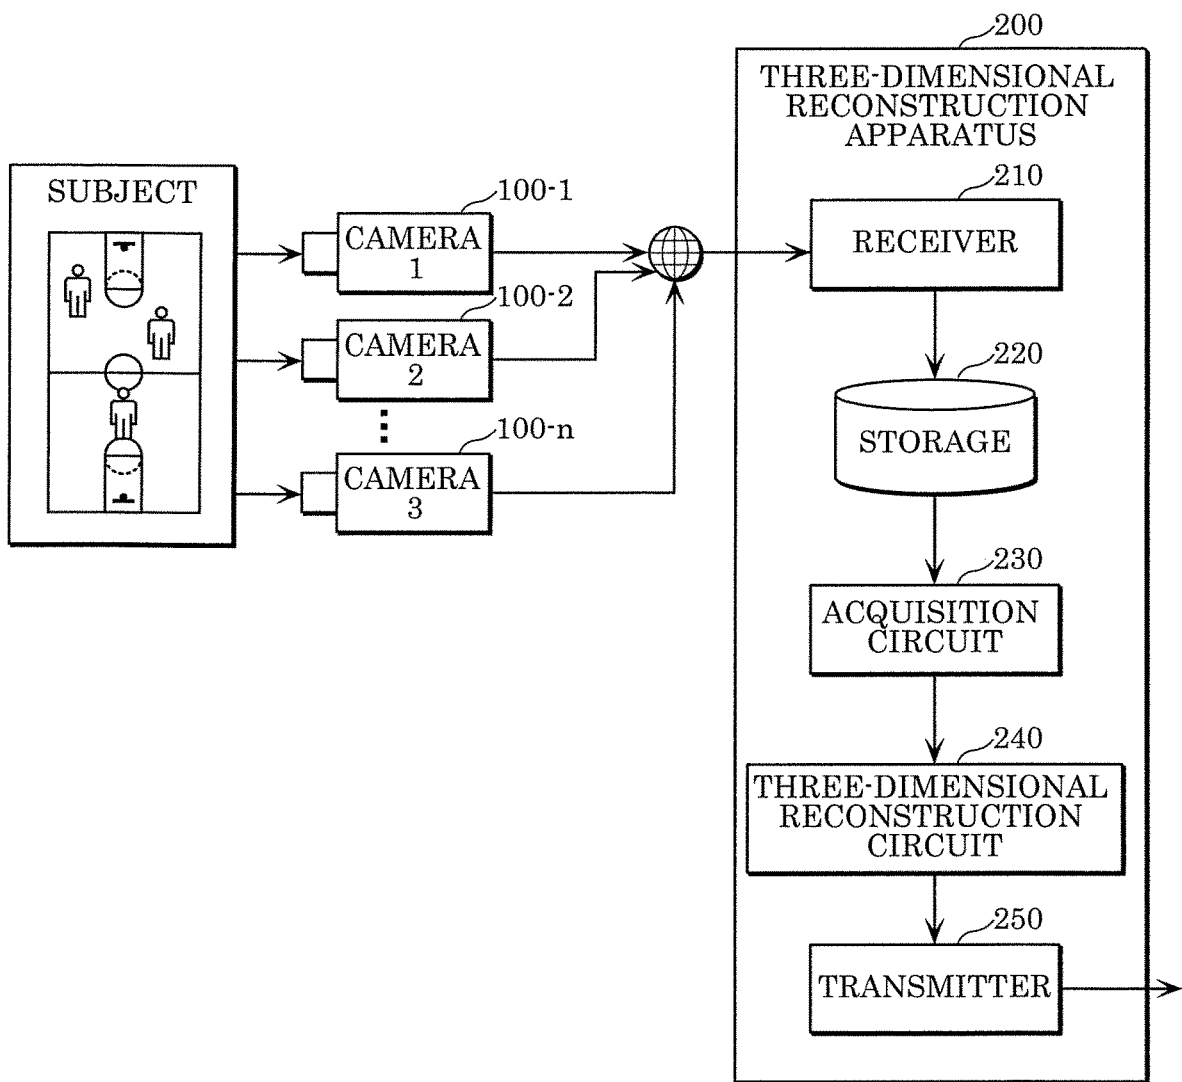 200
THREE-DIMENSIONAL
RECONSTRUCTION
APPARATUS
SUBJECT
100-1
CAMERA
1
100-2
CAMERA
2
100-n
CAMERA
3
210
RECEIVER
220
STORAGE
230
ACQUISITION
CIRCUIT
240
THREE-DIMENSIONAL
RECONSTRUCTION
CIRCUIT
250
TRANSMITTER